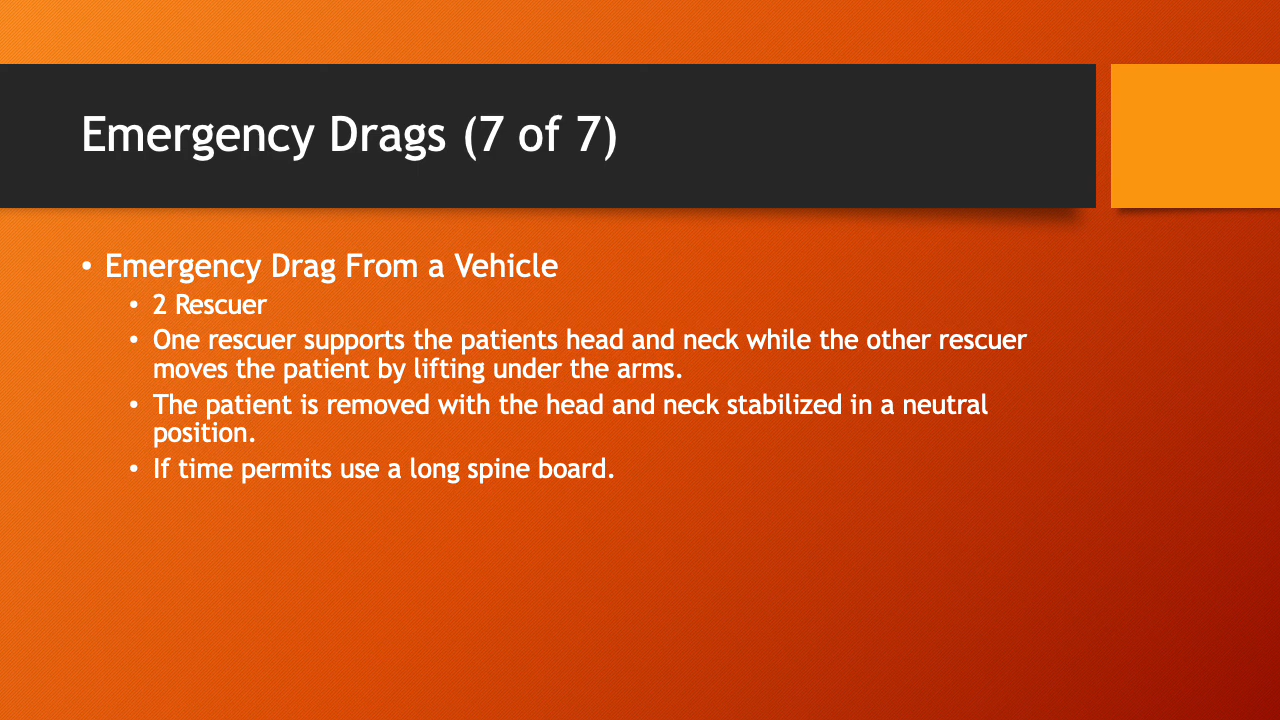 Emergency Drags (7 of 7)
• Emergency Drag From a Vehicle
• 2 Rescuer
• One rescuer supports the patients head and neck while the other rescuer
moves the patient by lifting under the arms.
• The patient is removed with the head and neck stabilized in a neutral
position.
• If time permits use a long spine board.